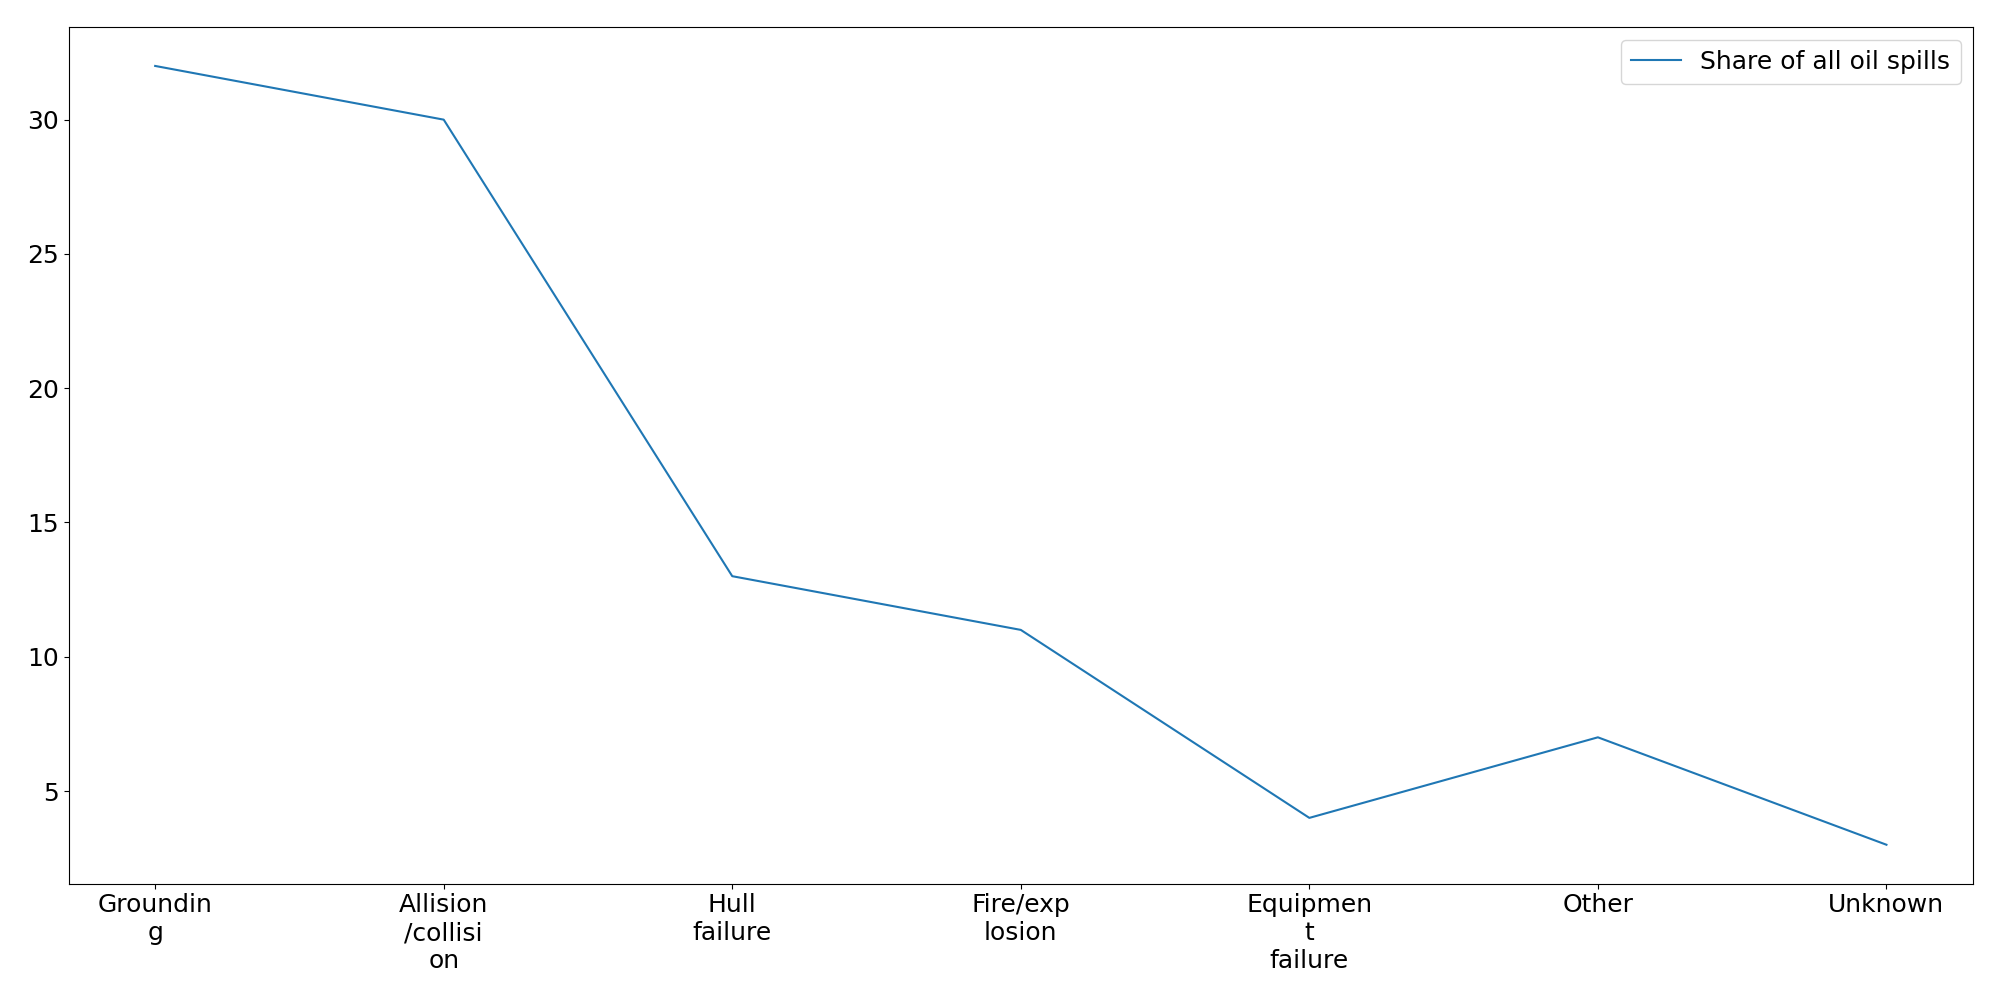 Share of all oil spills
30
25
20
15
10
5
Groundin
g
Allision
/collisi
on
Hull
failure
Fire/exp
losion
Equipmen
t
failure
Other
Unknown